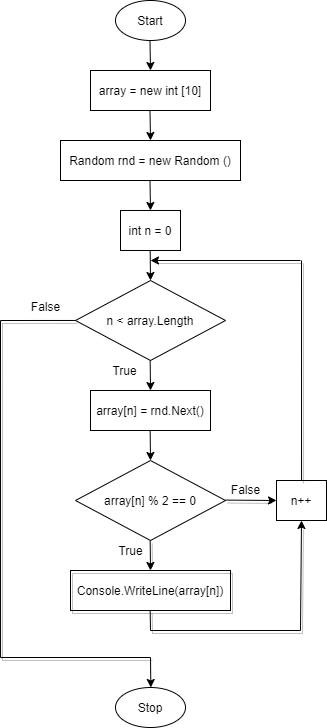 Start
array = new int [10]
Random rnd = new Random ()
int n = 0
False
n < array.Length
True
array[n] = rnd.Next()
array[n] % 2 == 0
False
n++
True
Console.WriteLine(array[n])
Stop